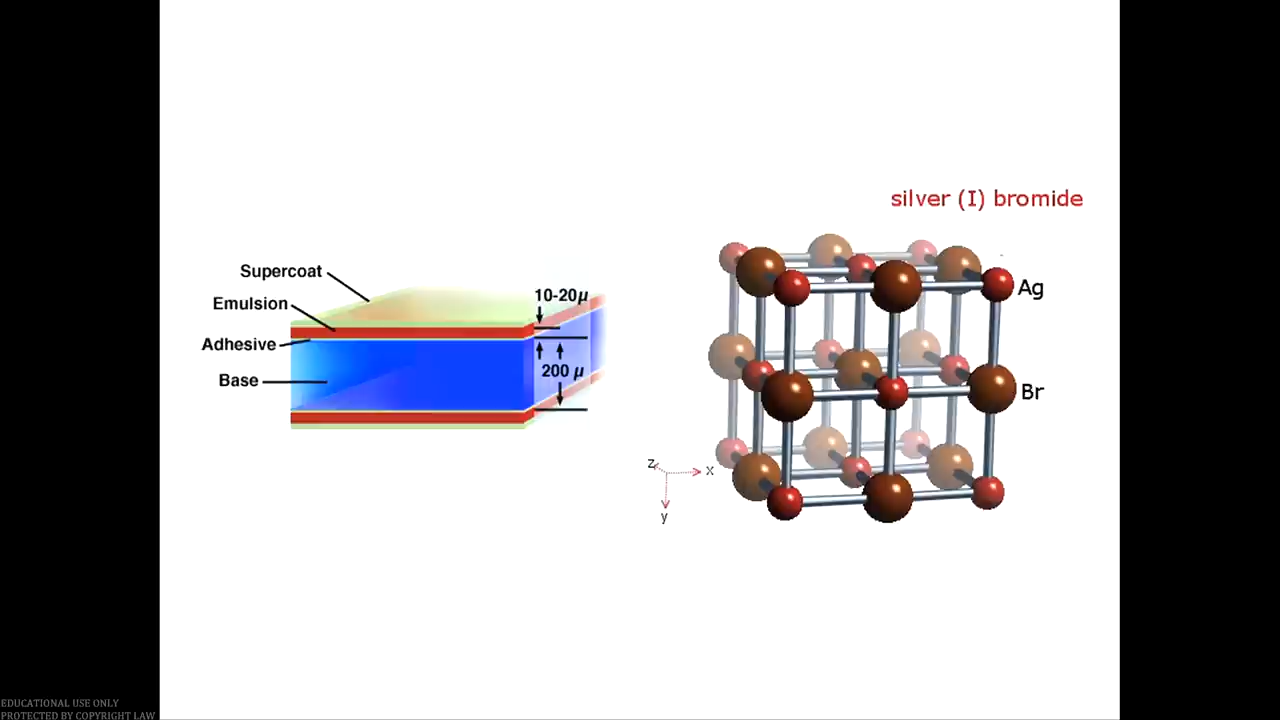 silver (I) bromide
Supercoat
Emulsion
Adhesive
Base
10-20μ
200 μ
Ag
Br
z
x
y
EDUCATIONAL USE ONLY
PROTECTED BY COPYRIGHT LAW